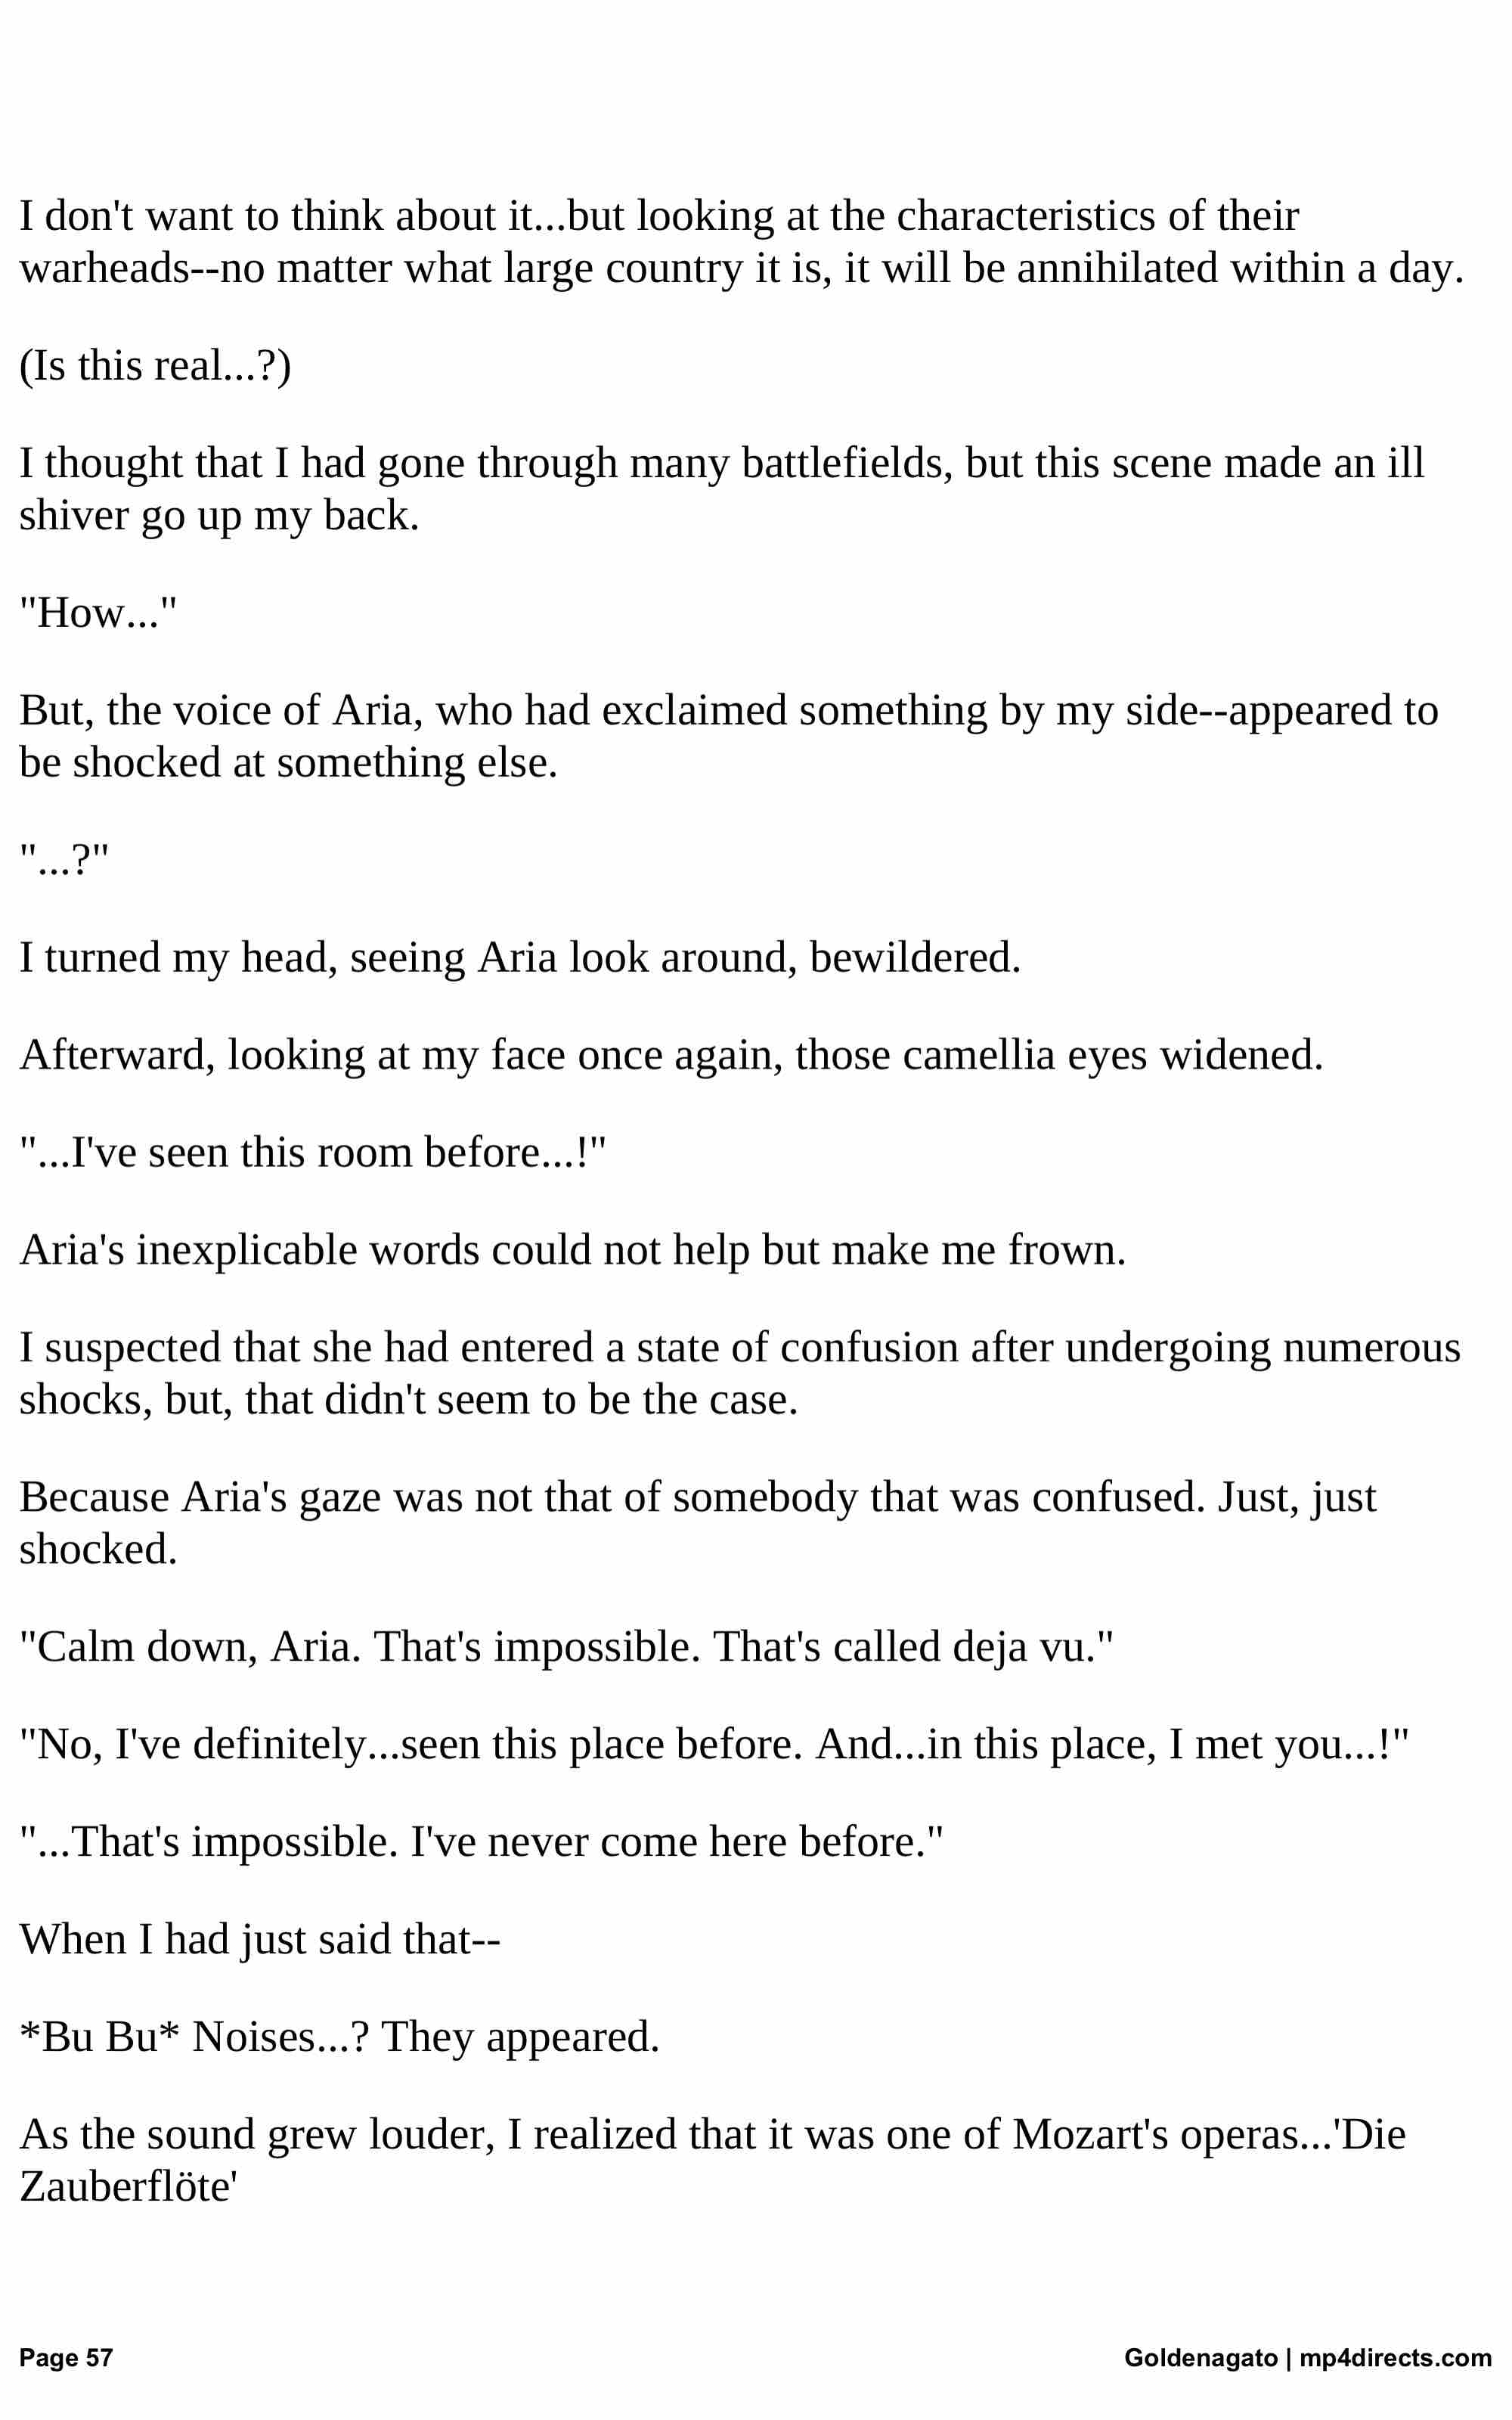 I don't want to think about it...but looking at the characteristics of their
warheads--no matter what large country it is, it will be annihilated within a day.
(Is this real...?)
I thought that I had gone through many battlefields, but this scene made an ill
shiver go up my back.
"How..."
But, the voice of Aria, who had exclaimed something by my side--appeared to
be shocked at something else.
"...?"
I turned my head, seeing Aria look around, bewildered.
Afterward, looking at my face once again, those camellia eyes widened.
"...I've seen this room before...!"
Aria's inexplicable words could not help but make me frown.
I suspected that she had entered a state of confusion after undergoing numerous
shocks, but, that didn't seem to be the case.
Because Aria's gaze was not that of somebody that was confused. Just, just
shocked.
"Calm down, Aria. That's impossible. That's called deja vu."
"No, I've definitely...seen this place before. And...in this place, I met you...!"
"...That's impossible. I've never come here before."
When I had just said that--
*Bu Bu* Noises...? They appeared.
As the sound grew louder, I realized that it was one of Mozart's operas...'Die
Zauberflöte'
Page 57
Goldenagato | mp4directs.com